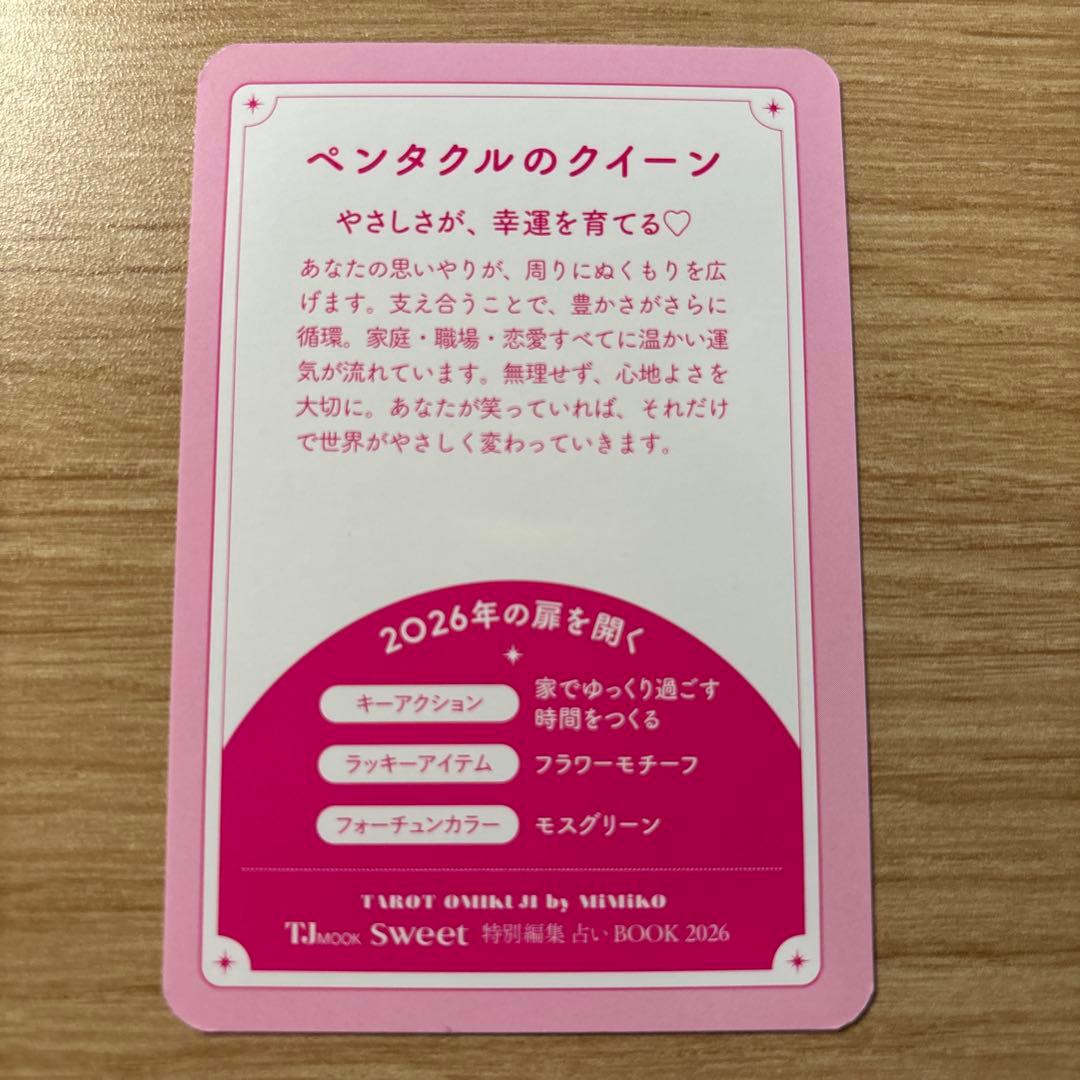 ペンタクルのクイーン
やさしさが、幸運を育てる♡
あなたの思いやりが、周りにぬくもりを広
げます。支え合うことで、豊かさがさらに
循環。家庭・職場・恋愛すべてに温かい運
気が流れています。無理せず、心地よさを
大切に。あなたが笑っていれば、それだけ
で世界がやさしく変わっていきます。
2026年の扉を開く
キーアクション 家でゆっくり過ごす
時間をつくる
ラッキーアイテム フラワーモチーフ
フォーチュンカラー モスグリーン
TAROT OMIKUJI by MiMiKO
TJMOOK sweet 特別編集 占いBOOK 2026